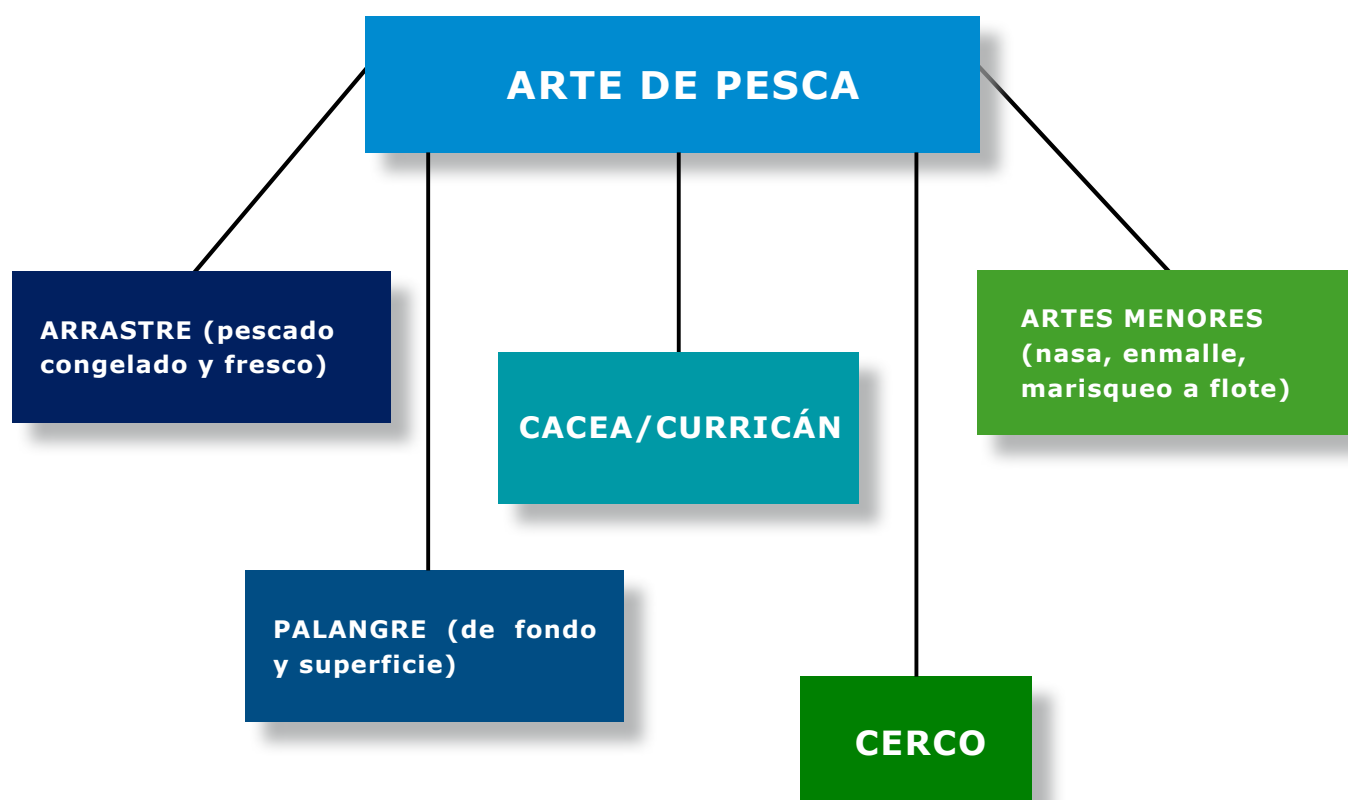 ARTE DE PESCA
ARRASTRE (pescado
congelado y fresco)
ARTES MENORES
(nasa, enmalle,
marisqueo a flote)
CACEA/CURRICÁN
PALANGRE (de fondo
y superficie)
CERCO